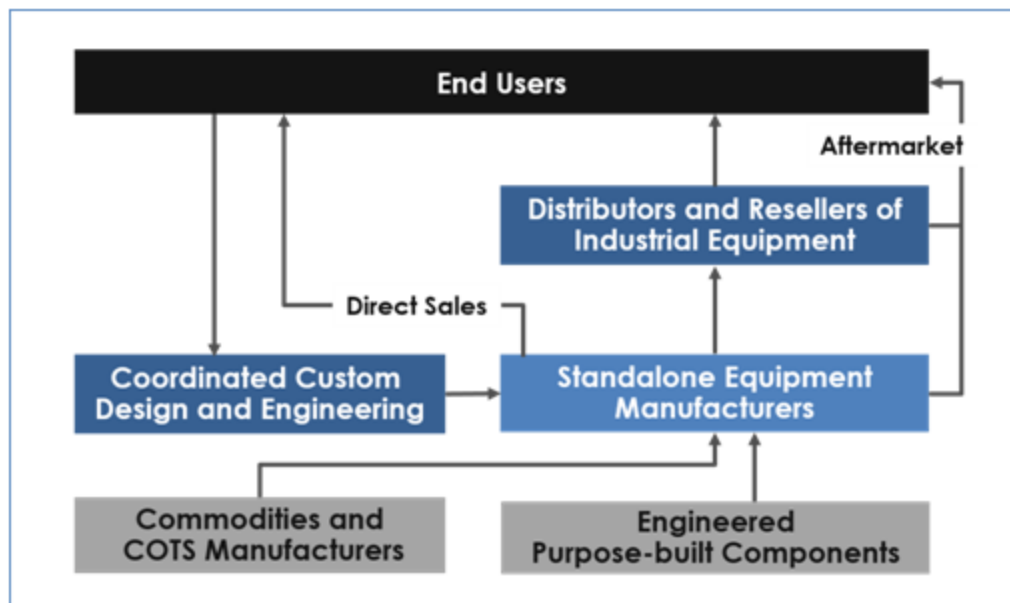 End Users
Aftermarket
Distributors and Resellers of
Industrial Equipment
Direct Sales
Coordinated Custom
Design and Engineering
Standalone Equipment
Manufacturers
Commodities and
COTS Manufacturers
Engineered
Purpose-built Components